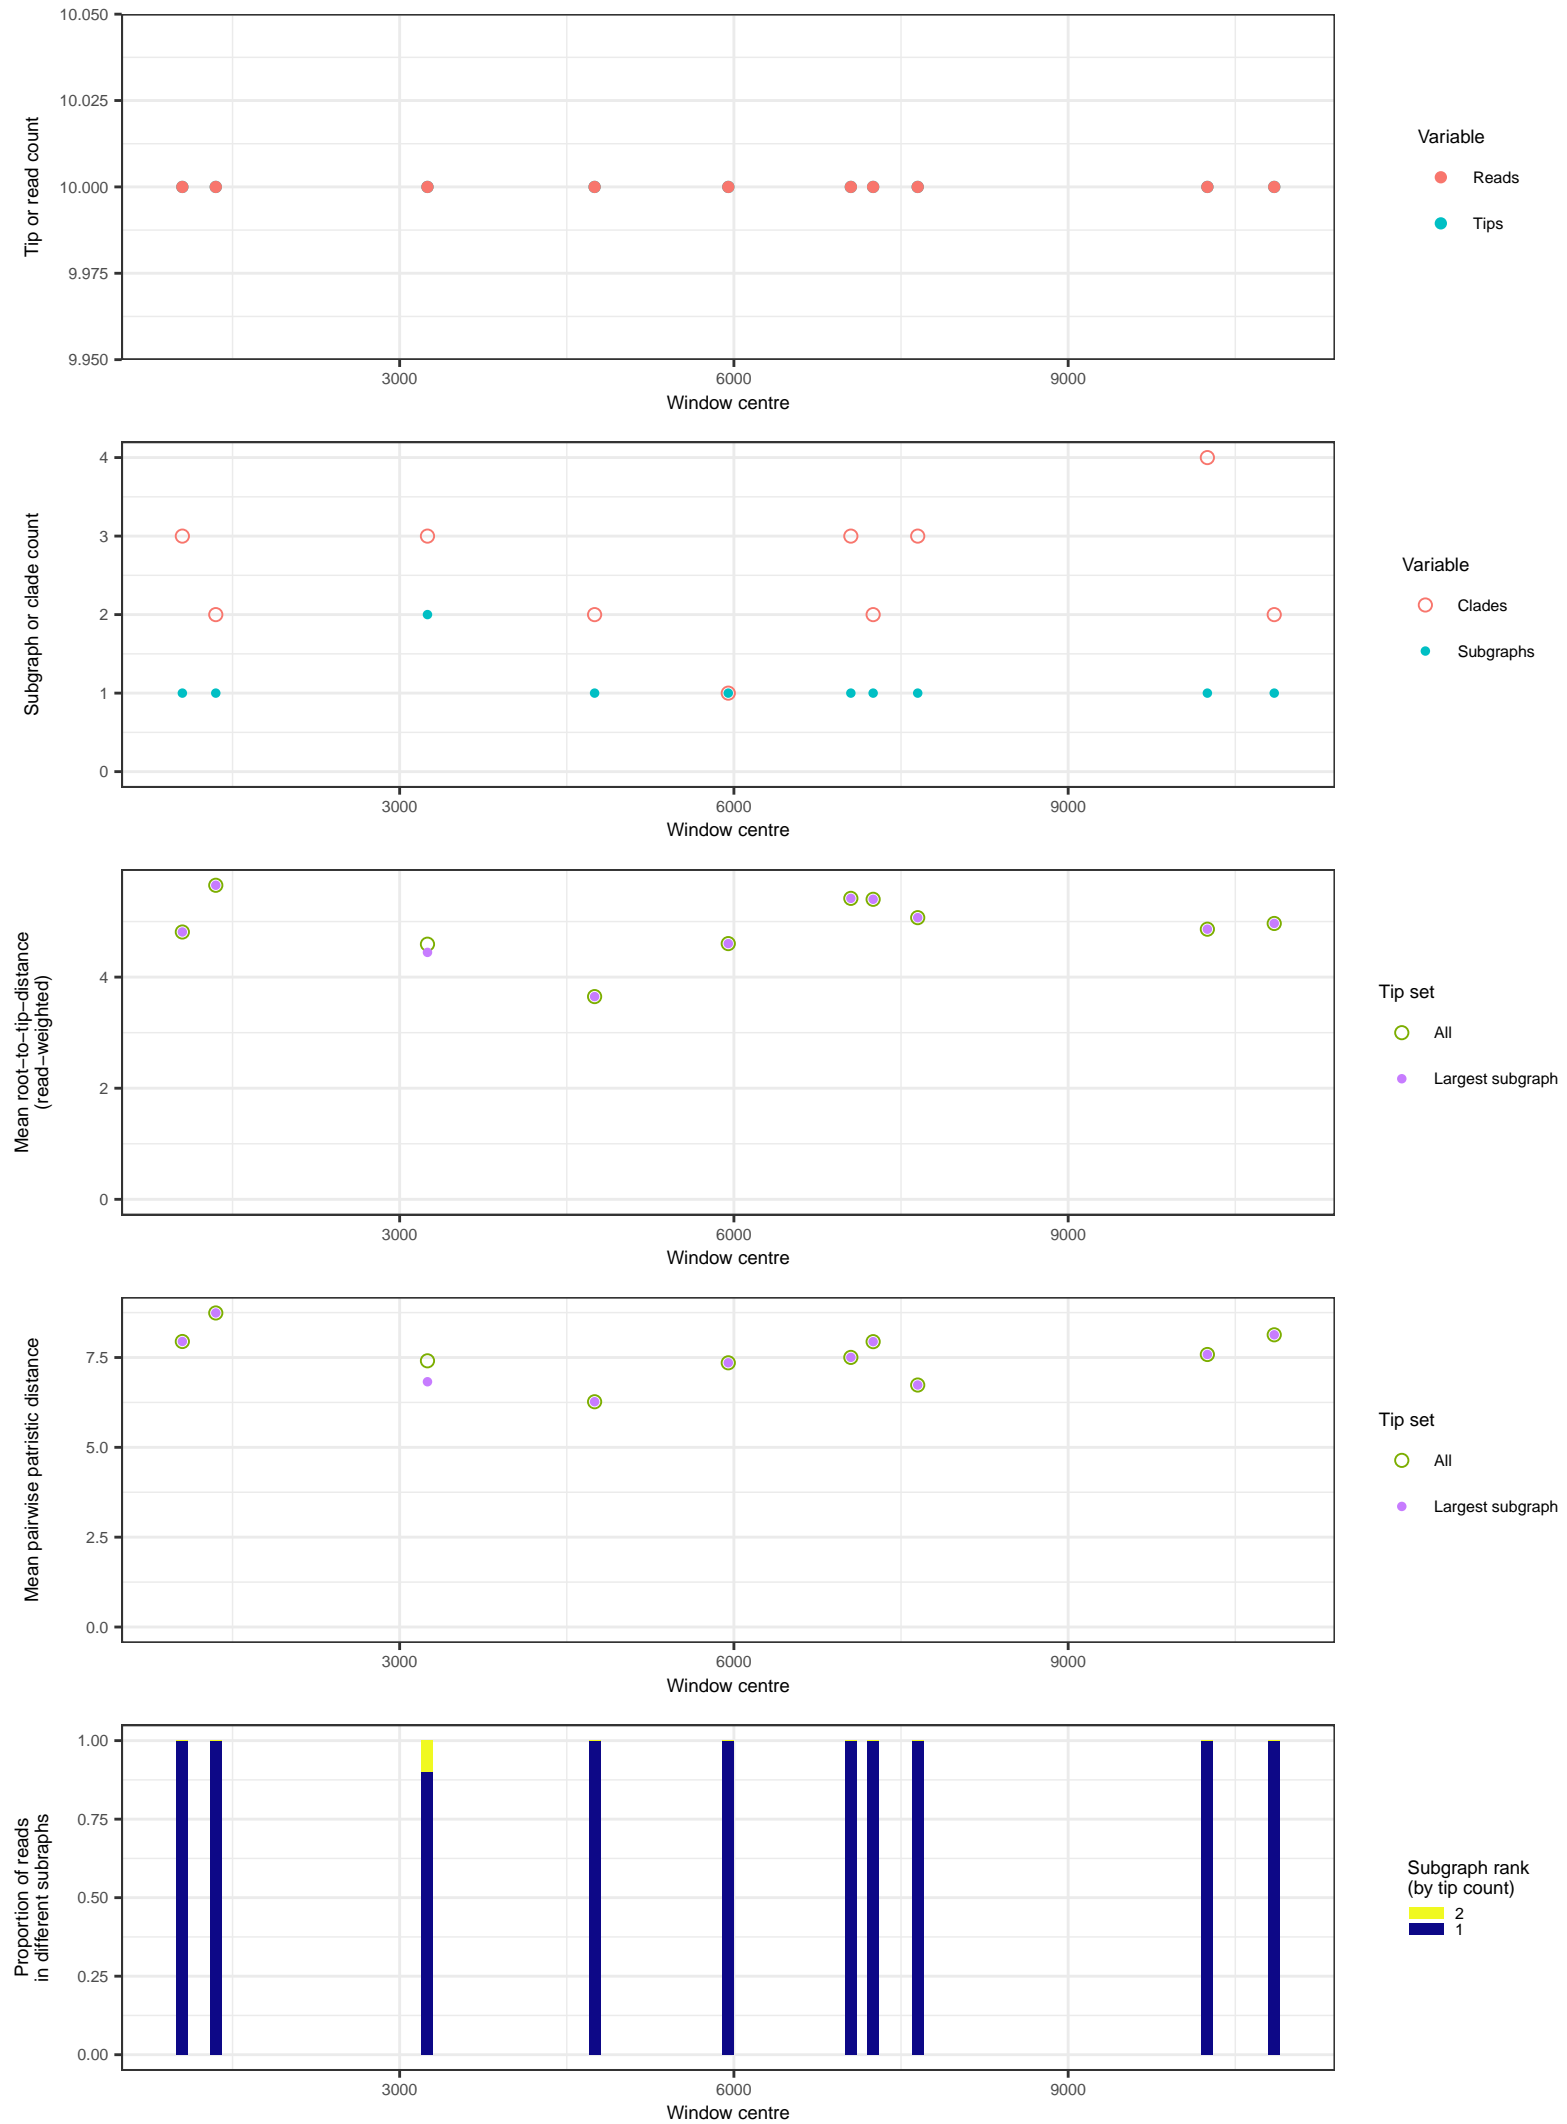 10.050
10.025
10.000
9.975
9.950
Tip or read count
3000 6000 9000
Window centre
Variable
Reads
Tips
4
3
2
1
0
Subgraph or clade count
3000 6000 9000
Window centre
Variable
Clades
Subgraphs
4
2
0
Mean root−to−tip−distance
(read−weighted)
3000 6000 9000
Window centre
Tip set
All
Largest subgraph
7.5
5.0
2.5
0.0
Mean pairwise patristic distance
3000 6000 9000
Window centre
Tip set
All
Largest subgraph
1.00
0.75
0.50
0.25
0.00
Proportion of reads
in different subraphs
3000 6000 9000
Window centre
Subgraph rank
(by tip count)
2
1